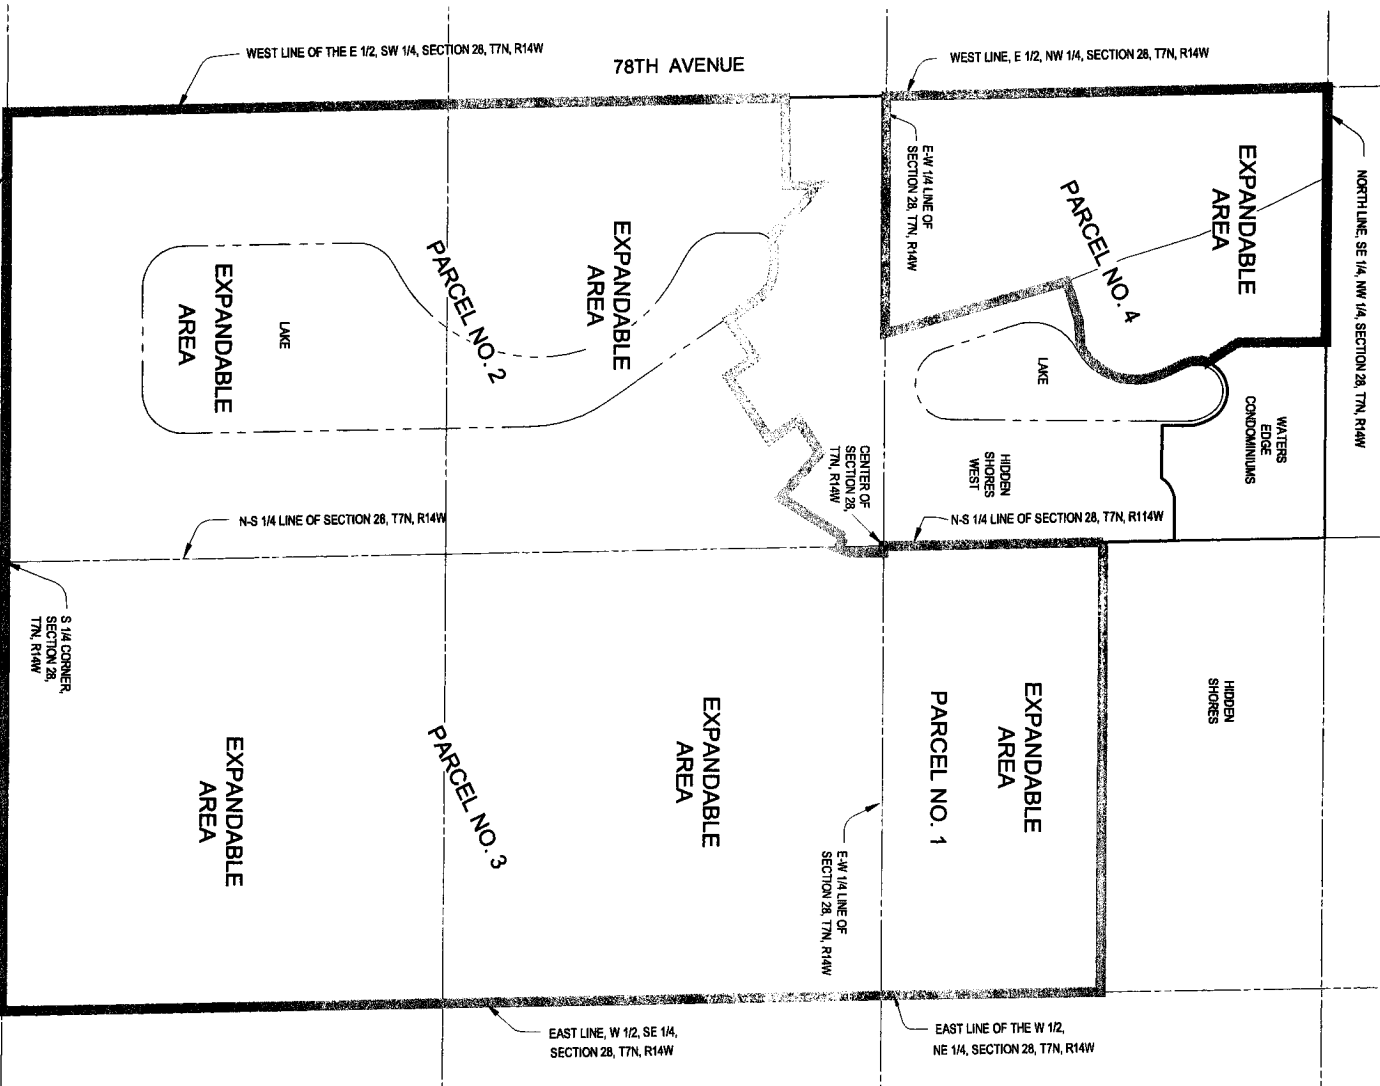 WEST LINE OF THE E 1/2, SW 1/4, SECTION 28, T7N, R14W
78TH AVENUE
WEST LINE, E 1/2, NW 1/4, SECTION 28, T7N, R14W
NORTH LINE, SE 1/4, NW 1/4, SECTION 28, T7N, R14W
E-W 1/4 LINE OF
SECTION 28, T7N, R14W
EXPANDABLE
AREA
PARCEL NO. 4
EXPANDABLE
AREA
PARCEL NO. 2
EXPANDABLE
AREA
LAKE
LAKE
WATERS
EDGE
CONDOMINIUMS
HIDDEN
SHORES
WEST
CENTER OF
SECTION 28,
T7N, R14W
N-S 1/4 LINE OF SECTION 28, T7N, R14W
N-S 1/4 LINE OF SECTION 28, T7N, R114W
S 1/4 CORNER,
SECTION 28,
T7N, R14W
HIDDEN
SHORES
EXPANDABLE
AREA
PARCEL NO. 1
EXPANDABLE
AREA
PARCEL NO. 3
EXPANDABLE
AREA
E-W 1/4 LINE OF
SECTION 28, T7N, R14W
EAST LINE, W 1/2, SE 1/4,
SECTION 28, T7N, R14W
EAST LINE OF THE W 1/2,
NE 1/4, SECTION 28, T7N, R14W